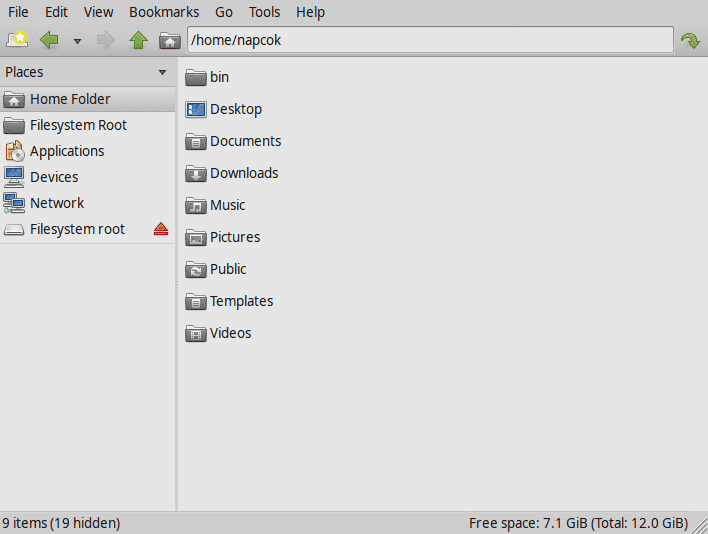 File Edit View Bookmarks Go Tools Help
/home/napcok
Places
Home Folder
Filesystem Root
Applications
Devices
Network
Filesystem root
bin
Desktop
Documents
Downloads
Music
Pictures
Public
Templates
Videos
9 items (19 hidden)
Free space: 7.1 GiB (Total: 12.0 GiB)